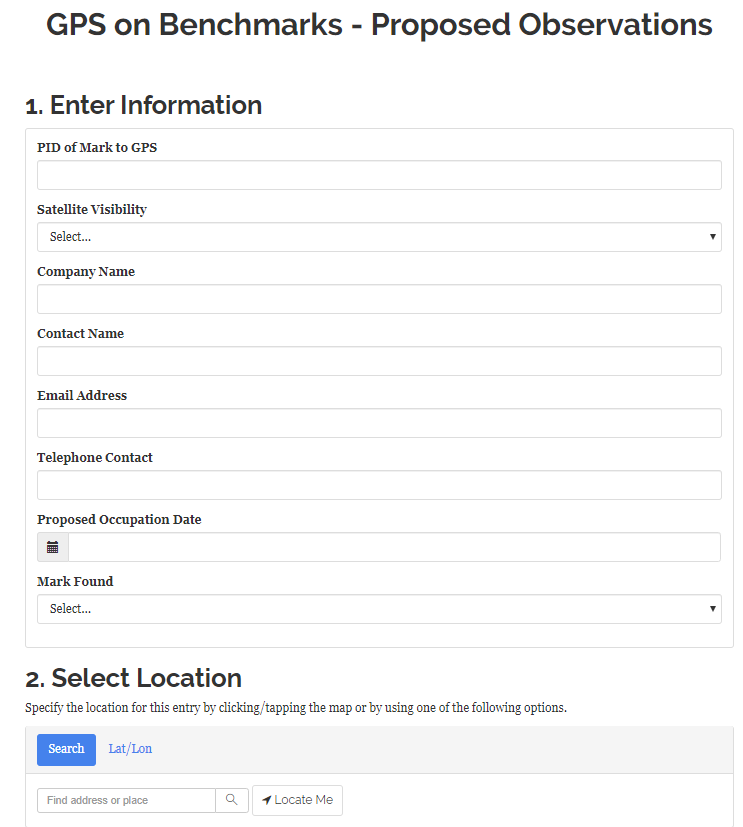 GPS on Benchmarks - Proposed Observations
1. Enter Information
PID of Mark to GPS
Satellite Visibility
Select...
Company Name
Contact Name
Email Address
Telephone Contact
Proposed Occupation Date
Mark Found
Select...
2. Select Location
Specify the location for this entry by clicking/tapping the map or by using one of the following options.
Search Lat/Lon
Find address or place Locate Me